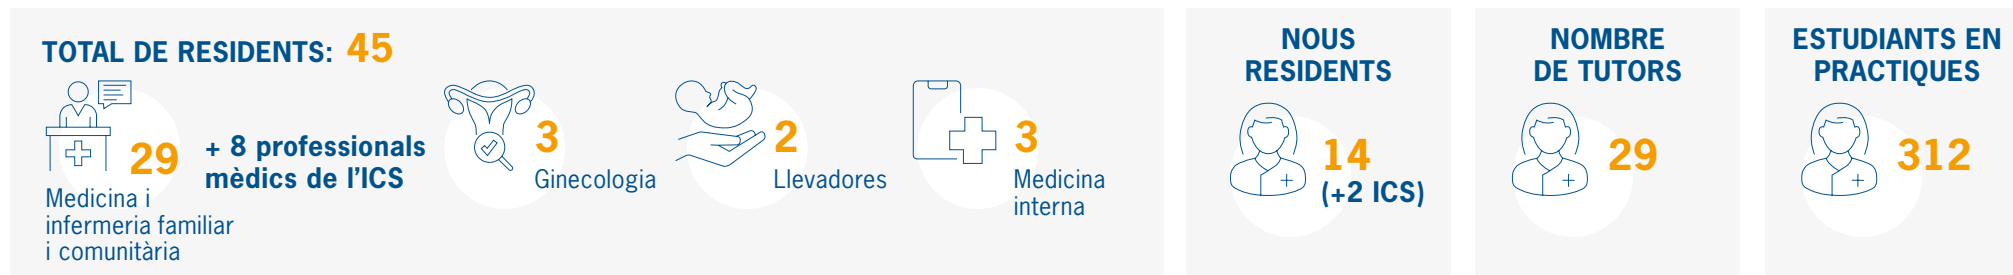 TOTAL DE RESIDENTS: 45
29
+ 8 professionals
mèdics de l'ICS
Medicina i
infermeria familiar
i comunitària
3
Ginecologia
2
Llevadores
3
Medicina
interna
NOUS
RESIDENTS
14
(+2 ICS)
NOMBRE
DE TUTORS
29
ESTUDIANTS EN
PRACTIQUES
312